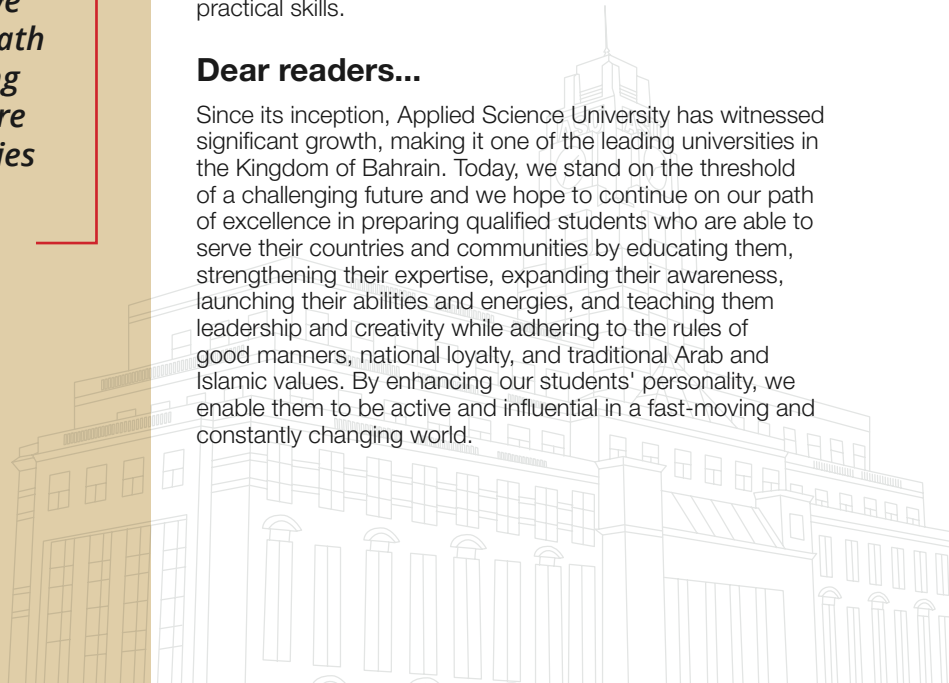 ath
re
ies
practical skills.
Dear readers...
Since its inception, Applied Science University has witnessed
significant growth, making it one of the leading universities in
the Kingdom of Bahrain. Today, we stand on the threshold
of a challenging future and we hope to continue on our path
of excellence in preparing qualified students who are able to
serve their countries and communities by educating them,
strengthening their expertise, expanding their awareness,
launching their abilities and energies, and teaching them
leadership and creativity while adhering to the rules of
good manners, national loyalty, and traditional Arab and
Islamic values. By enhancing our students' personality, we
enable them to be active and influential in a fast-moving and
constantly changing world.